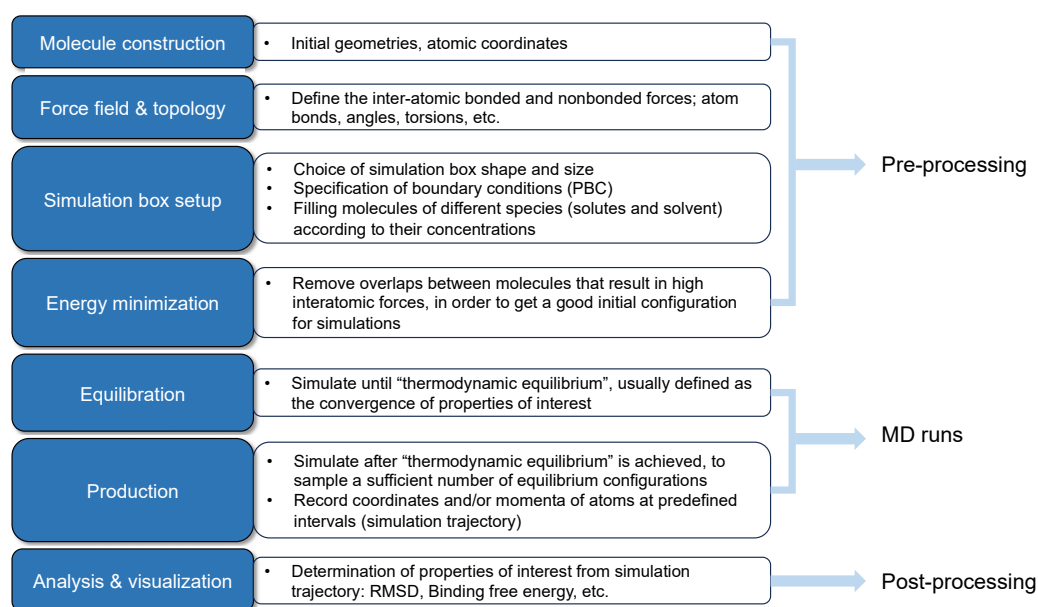 Molecule construction
• Initial geometries, atomic coordinates
Force field & topology
• Define the inter-atomic bonded and nonbonded forces; atom
bonds, angles, torsions, etc.
Simulation box setup
• Choice of simulation box shape and size
• Specification of boundary conditions (PBC)
• Filling molecules of different species (solutes and solvent)
according to their concentrations
Energy minimization
• Remove overlaps between molecules that result in high
interatomic forces, in order to get a good initial configuration
for simulations
Pre-processing
Equilibration
• Simulate until “thermodynamic equilibrium”, usually defined as
the convergence of properties of interest
Production
• Simulate after “thermodynamic equilibrium” is achieved, to
sample a sufficient number of equilibrium configurations
• Record coordinates and/or momenta of atoms at predefined
intervals (simulation trajectory)
MD runs
Analysis & visualization
• Determination of properties of interest from simulation
trajectory: RMSD, Binding free energy, etc.
Post-processing